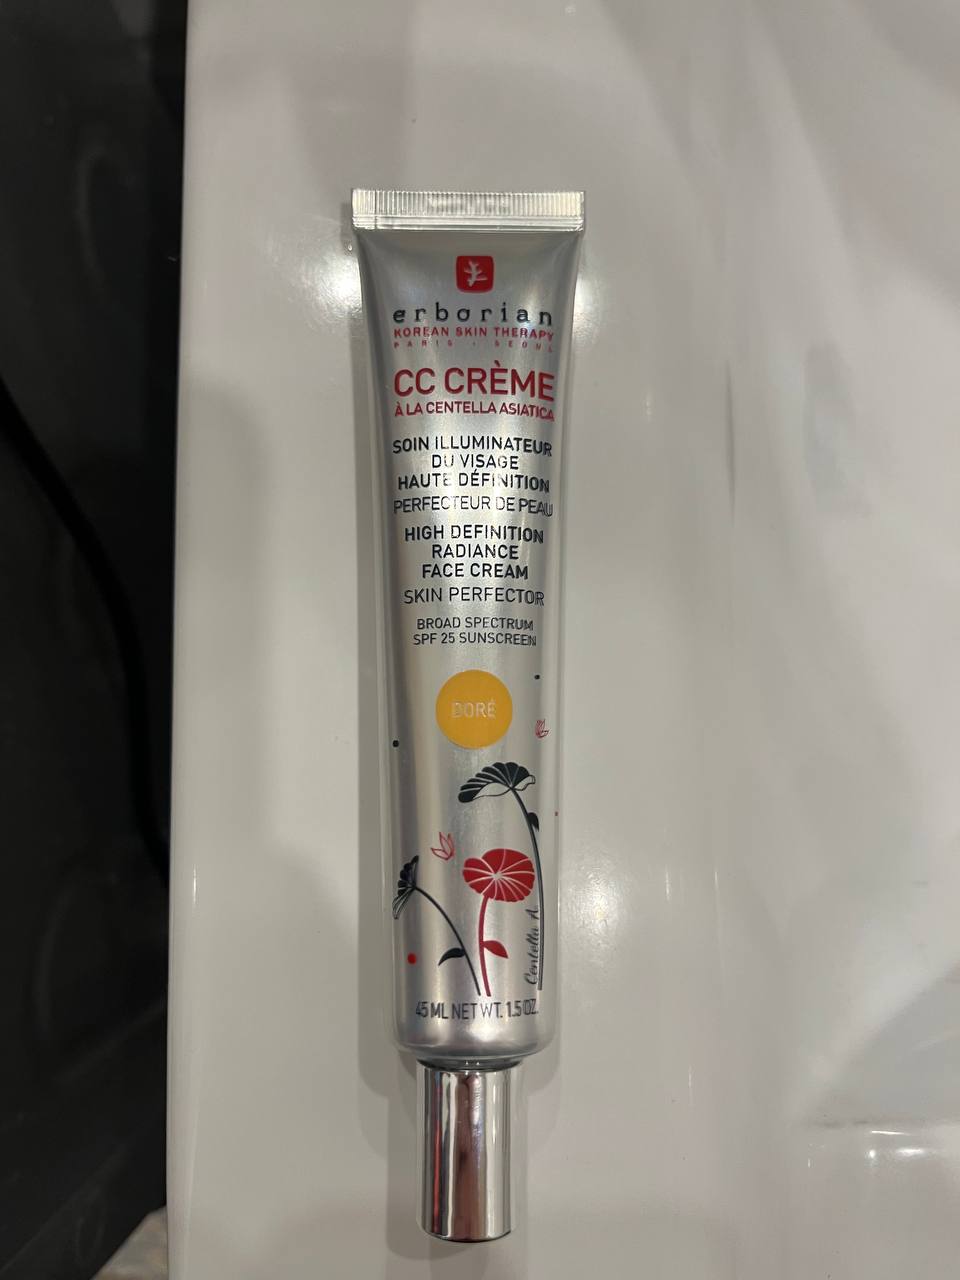 erborian
KOREAN SKIN THERAPY
PARIS · SEOUL
CC CRÈME
À LA CENTELLA ASIATICA
SOIN ILLUMINATEUR
DU VISAGE
HAUTE DÉFINITION
PERFECTEUR DE PEAU
HIGH DEFINITION
RADIANCE
FACE CREAM
SKIN PERFECTOR
BROAD SPECTRUM
SPF 25 SUNSCREEN
DORÉ
Centella A.
45 ML NET WT. 1.5 OZ.